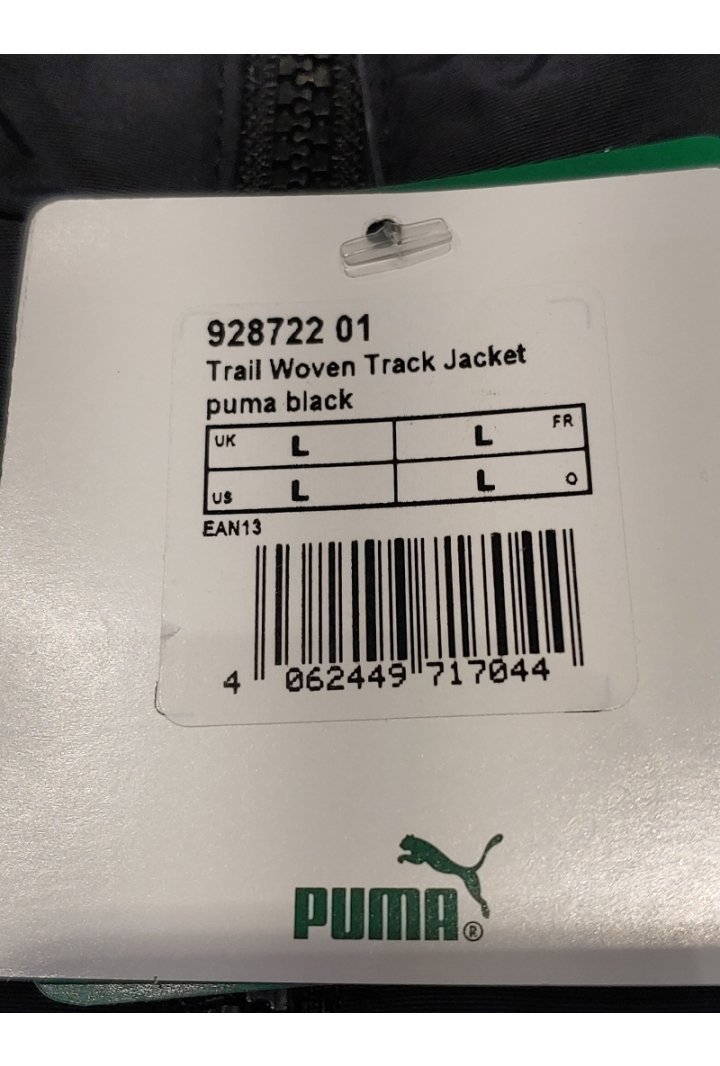 928722 01
Trail Woven Track Jacket
puma black
UK L L FR
US L L O
EAN13
4 062449 717044
PUMA®